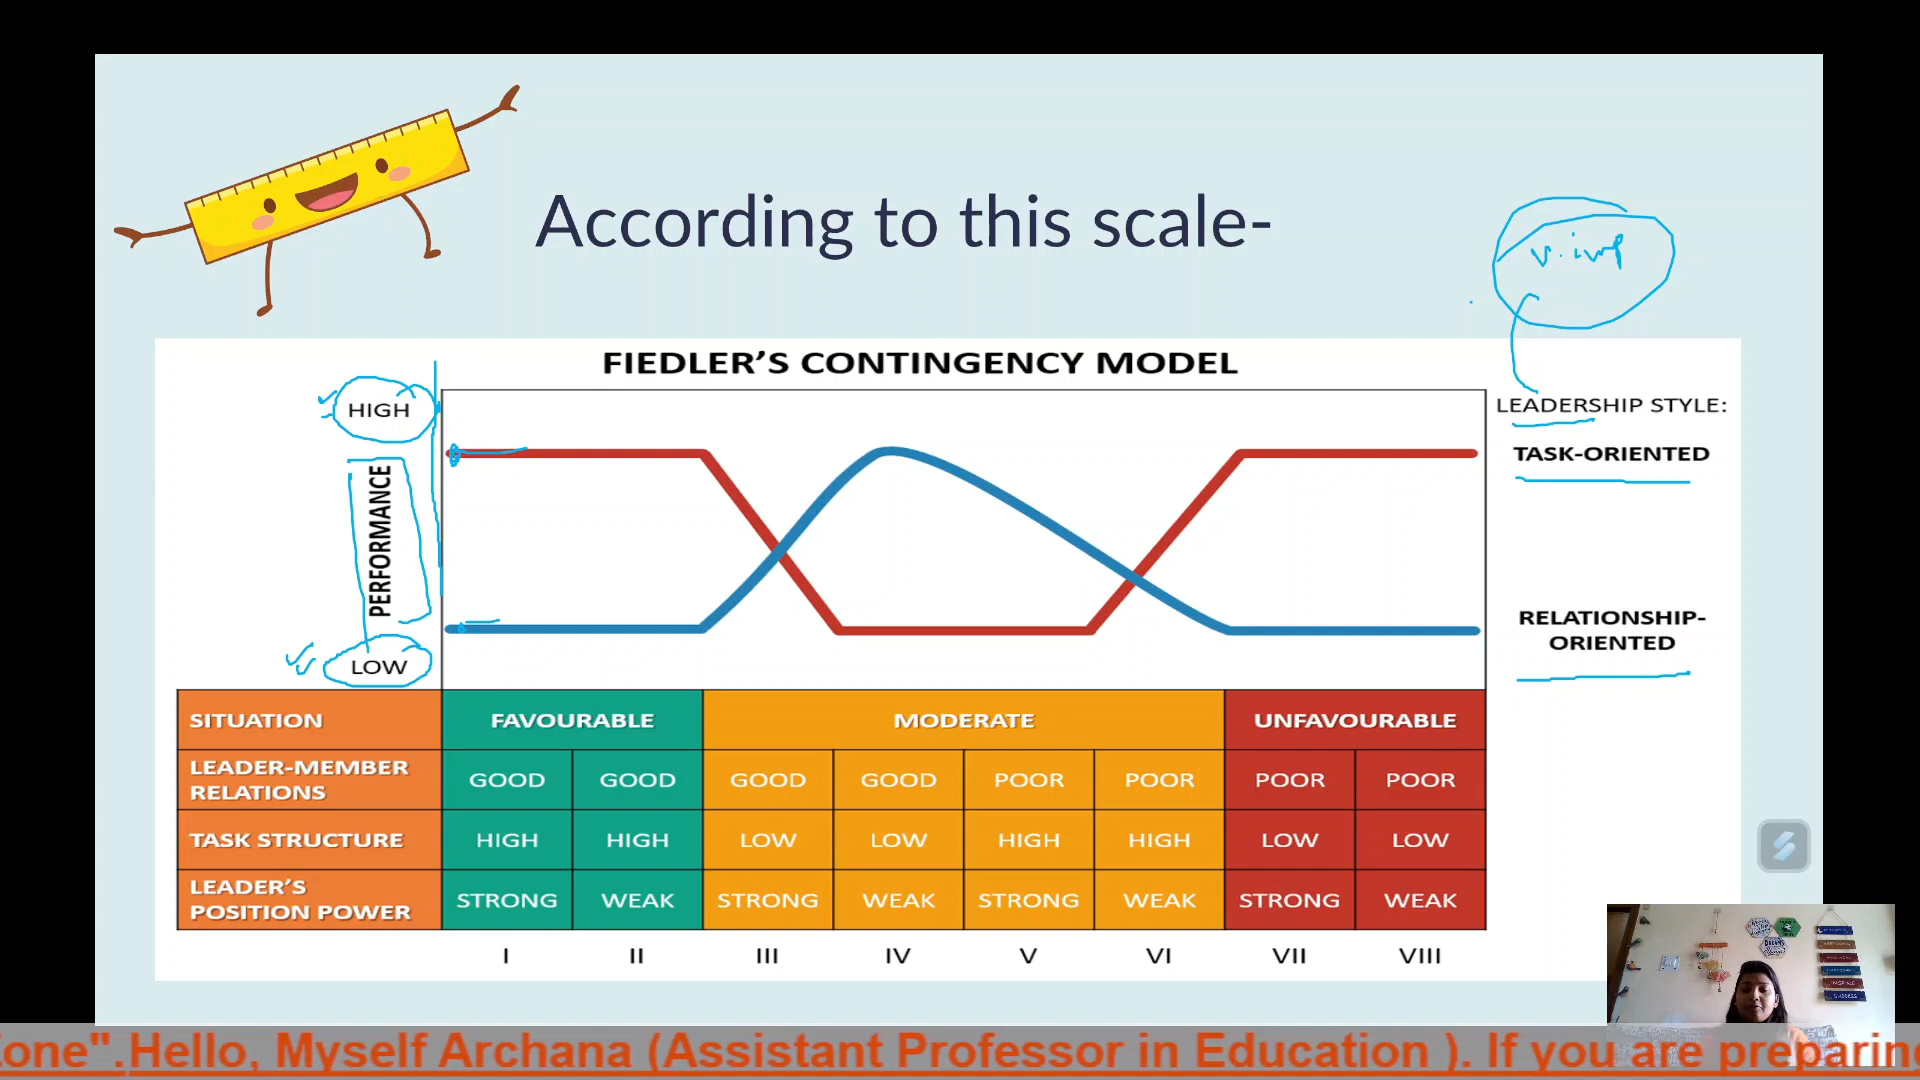 According to this scale-
v.imp
FIEDLER’S CONTINGENCY MODEL
HIGH
PERFORMANCE
LOW
LEADERSHIP STYLE:
TASK-ORIENTED
RELATIONSHIP-
ORIENTED
SITUATION FAVOURABLE MODERATE UNFAVOURABLE
LEADER-MEMBER
RELATIONS GOOD GOOD GOOD GOOD POOR POOR POOR POOR
TASK STRUCTURE HIGH HIGH LOW LOW HIGH HIGH LOW LOW
LEADER’S
POSITION POWER STRONG WEAK STRONG WEAK STRONG WEAK STRONG WEAK
I II III IV V VI VII VIII
one".Hello, Myself Archana (Assistant Professor in Education ). If you are preparin